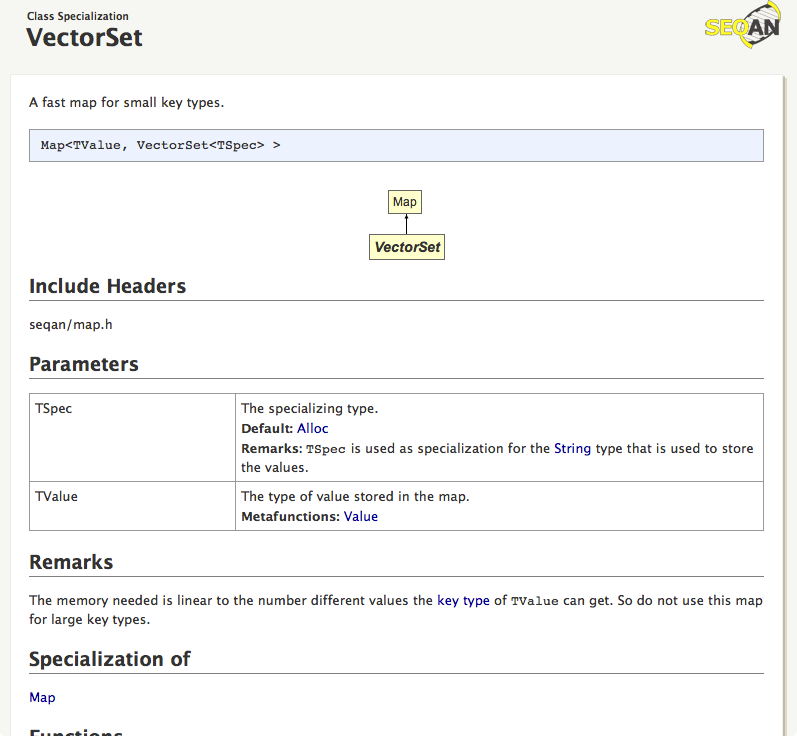 Class Specialization
VectorSet
SEQAN
A fast map for small key types.
Map<TValue, VectorSet<TSpec> >
Map
VectorSet
Include Headers
seqan/map.h
Parameters
TSpec
The specializing type.
Default: Alloc
Remarks: TSpec is used as specialization for the String type that is used to store
the values.
TValue
The type of value stored in the map.
Metafunctions: Value
Remarks
The memory needed is linear to the number different values the key type of TValue can get. So do not use this map
for large key types.
Specialization of
Map
Functions